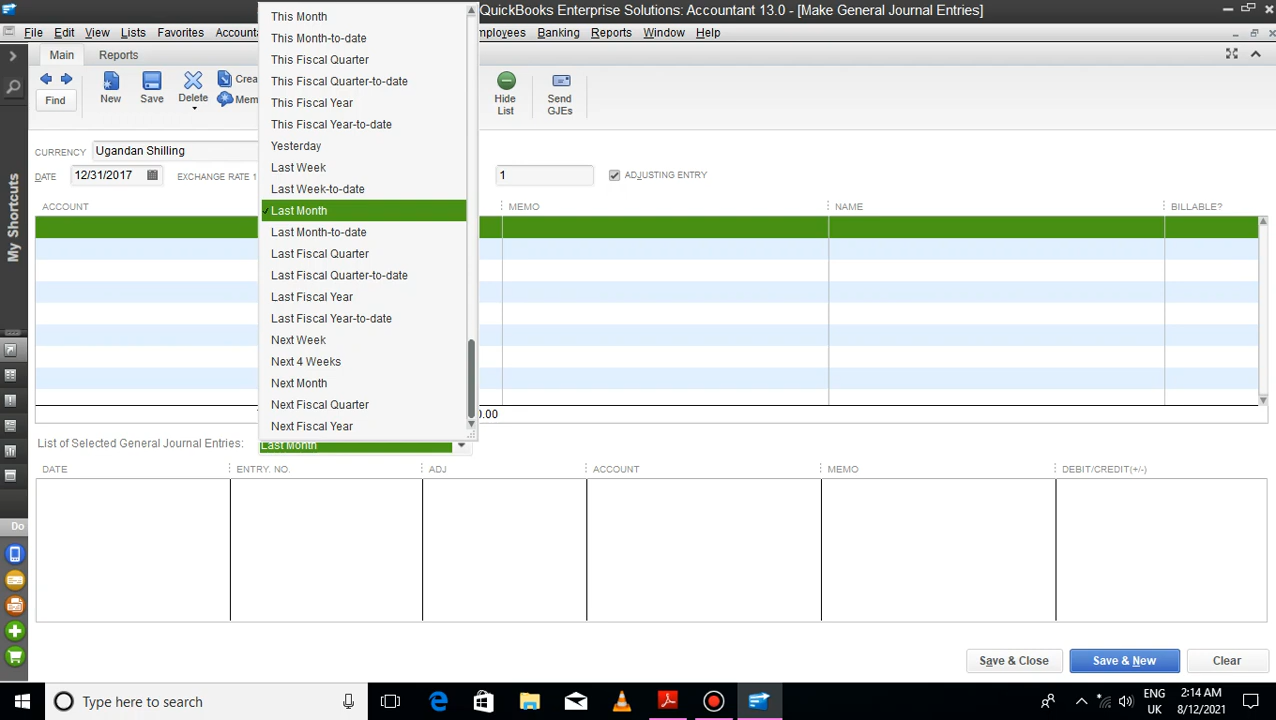 QuickBooks Enterprise Solutions: Accountant 13.0 - [Make General Journal Entries]
File Edit View Lists Favorites Accounta
mployees Banking Reports Window Help
Main Reports
Find
New
Save
Delete
Crea
Mem
Hide List
Send GJEs
CURRENCY Ugandan Shilling
DATE 12/31/2017 EXCHANGE RATE 1
1
ADJUSTING ENTRY
ACCOUNT MEMO NAME BILLABLE?
This Month
This Month-to-date
This Fiscal Quarter
This Fiscal Quarter-to-date
This Fiscal Year
This Fiscal Year-to-date
Yesterday
Last Week
Last Week-to-date
Last Month
Last Month-to-date
Last Fiscal Quarter
Last Fiscal Quarter-to-date
Last Fiscal Year
Last Fiscal Year-to-date
Next Week
Next 4 Weeks
Next Month
Next Fiscal Quarter
Next Fiscal Year
0.00
List of Selected General Journal Entries: Last Month
DATE ENTRY. NO. ADJ ACCOUNT MEMO DEBIT/CREDIT(+/-)
My Shortcuts
Do
Save & Close Save & New Clear
Type here to search
ENG
UK
2:14 AM
8/12/2021